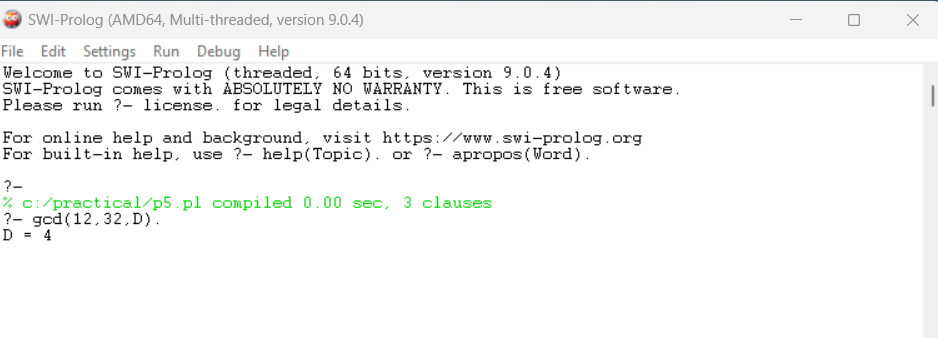 SWI-Prolog (AMD64, Multi-threaded, version 9.0.4)
File Edit Settings Run Debug Help
Welcome to SWI-Prolog (threaded, 64 bits, version 9.0.4)
SWI-Prolog comes with ABSOLUTELY NO WARRANTY. This is free software.
Please run ?- license. for legal details.
For online help and background, visit https://www.swi-prolog.org
For built-in help, use ?- help(Topic). or ?- apropos(Word).
?-
% c:/practical/p5.pl compiled 0.00 sec, 3 clauses
?- gcd(12,32,D).
D = 4